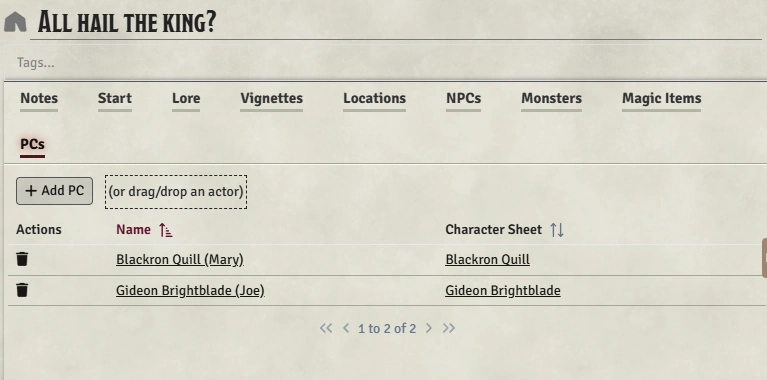 All hail the king?
Tags...
Notes Start Lore Vignettes Locations NPCs Monsters Magic Items
PCs
+ Add PC (or drag/drop an actor)
Actions Name Character Sheet
Blackron Quill (Mary) Blackron Quill
Gideon Brightblade (Joe) Gideon Brightblade
1 to 2 of 2